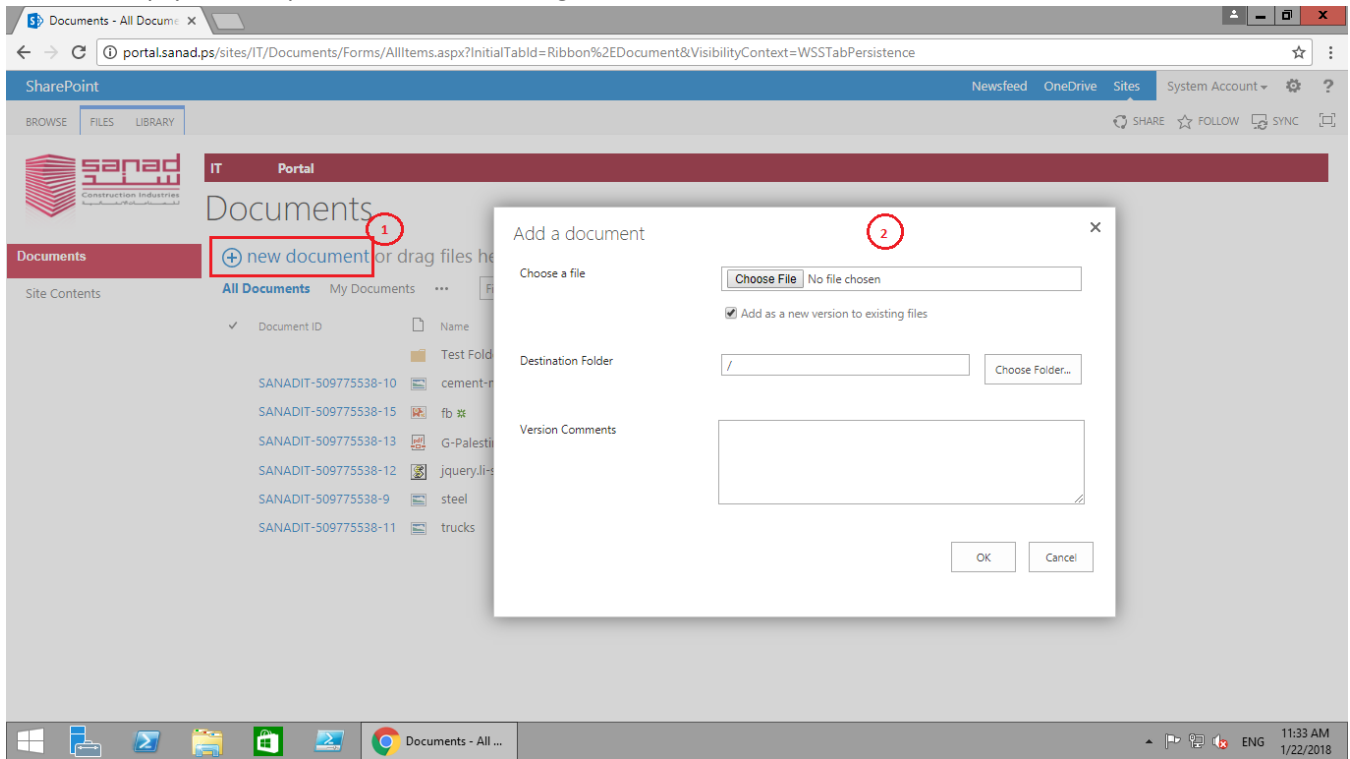 Documents - All Docume
portal.sanad.ps/sites/IT/Documents/Forms/AllItems.aspx?InitialTabId=Ribbon%2EDocument&VisibilityContext=WSSTabPersistence
SharePoint Newsfeed OneDrive Sites System Account ?
BROWSE FILES LIBRARY SHARE FOLLOW SYNC
sanad
سند
Construction Industries
IT Portal
Documents
1
2
Add a document
Documents
new document or drag files he
Choose a file Choose File No file chosen
Site Contents
All Documents My Documents ... Fi
Add as a new version to existing files
Document ID Name
Test Fold
Destination Folder / Choose Folder...
SANADIT-509775538-10 cement-r
SANADIT-509775538-15 fb
Version Comments
SANADIT-509775538-13 G-Palesti
SANADIT-509775538-12 jquery.li-s
SANADIT-509775538-9 steel
SANADIT-509775538-11 trucks
OK Cancel
Documents - All ...
ENG 11:33 AM
1/22/2018